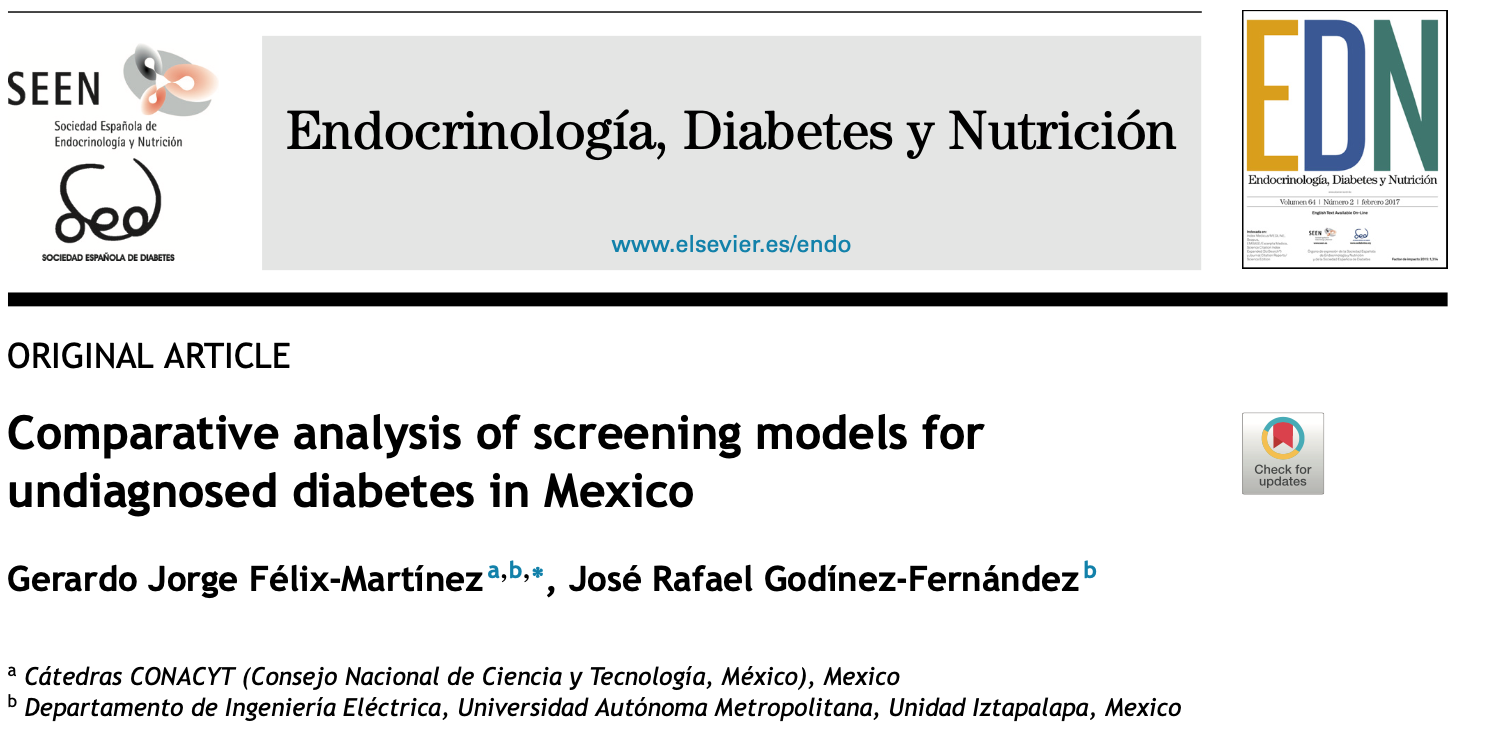 SEEN
Sociedad Española de
Endocrinología y Nutrición
sed
SOCIEDAD ESPAÑOLA DE DIABETES
Endocrinología, Diabetes y Nutrición
www.elsevier.es/endo
EDN
Endocrinología, Diabetes y Nutrición
Volumen 64 | Número 2 | febrero 2017
English Text Available On-Line
SEEN
ORIGINAL ARTICLE
Comparative analysis of screening models for
undiagnosed diabetes in Mexico
Check for
updates
Gerardo Jorge Félix-Martínez a,b,*, José Rafael Godínez-Fernández b
a Cátedras CONACYT (Consejo Nacional de Ciencia y Tecnología, México), Mexico
b Departamento de Ingeniería Eléctrica, Universidad Autónoma Metropolitana, Unidad Iztapalapa, Mexico